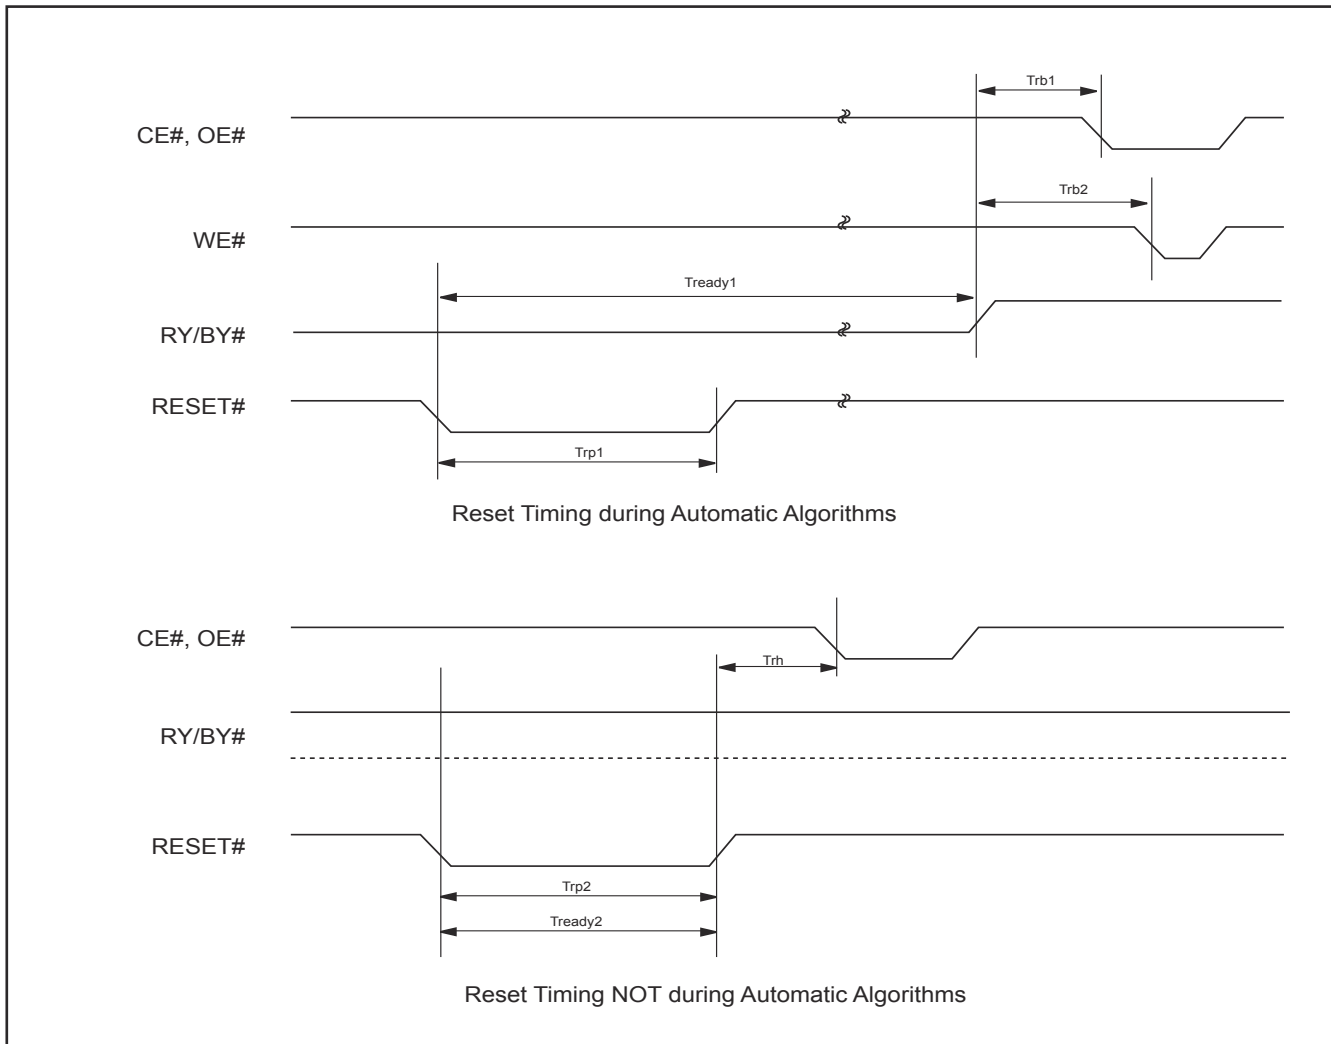 Trb1
CE#, OE#
Trb2
WE#
Tready1
RY/BY#
RESET#
Trp1
Reset Timing during Automatic Algorithms
CE#, OE#
Trh
RY/BY#
RESET#
Trp2
Tready2
Reset Timing NOT during Automatic Algorithms